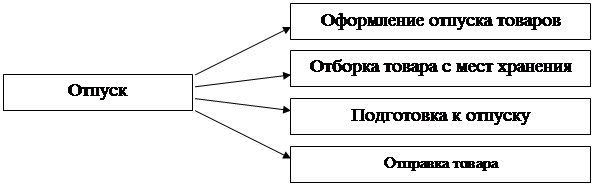 Отпуск
Оформление отпуска товаров
Отборка товара с мест хранения
Подготовка к отпуску
Отправка товара